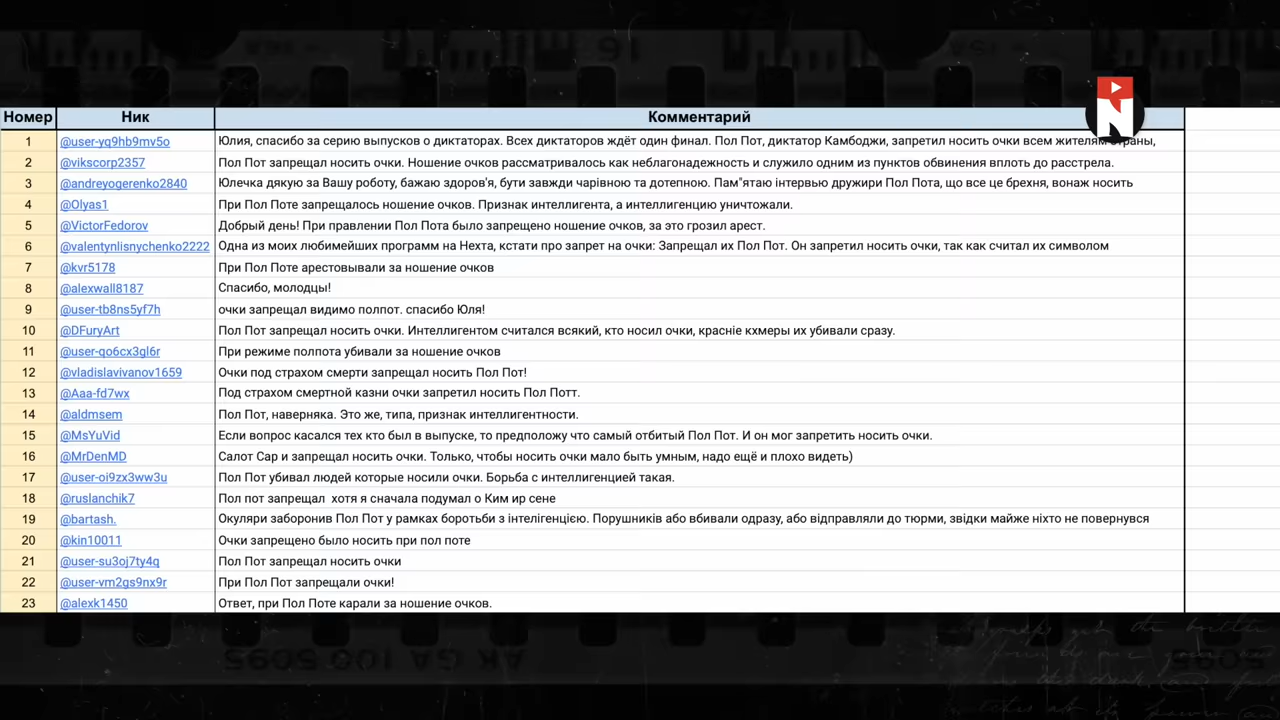 Номер Ник Комментарий
1 @user-yq9hb9mv5o Юлия, спасибо за серию выпусков о диктаторах. Всех диктаторов ждёт один финал. Пол Пот, диктатор Камбоджи, запретил носить очки всем жителям страны,
2 @vikscorp2357 Пол Пот запрещал носить очки. Ношение очков рассматривалось как неблагонадежность и служило одним из пунктов обвинения вплоть до расстрела.
3 @andreyogerenko2840 Юлечка дякую за Вашу роботу, бажаю здоров'я, бути завжди чарівною та дотепною. Пам"ятаю інтервью дружири Пол Пота, що все це брехня, вонаж носить
4 @Olyas1 При Пол Поте запрещалось ношение очков. Признак интеллигента, а интеллигенцию уничтожали.
5 @VictorFedorov Добрый день! При правлении Пол Пота было запрещено ношение очков, за это грозил арест.
6 @valentynlisnychenko2222 Одна из моих любимейших программ на Нехта, кстати про запрет на очки: Запрещал их Пол Пот. Он запретил носить очки, так как считал их символом
7 @kvr5178 При Пол Поте арестовывали за ношение очков
8 @alexwall8187 Спасибо, молодцы!
9 @user-tb8ns5yf7h очки запрещал видимо полпот. спасибо Юля!
10 @DFuryArt Пол Пот запрещал носить очки. Интеллигентом считался всякий, кто носил очки, краснiе кхмеры их убивали сразу.
11 @user-qo6cx3gl6r При режиме полпота убивали за ношение очков
12 @vladislavivanov1659 Очки под страхом смерти запрещал носить Пол Пот!
13 @Aaa-fd7wx Под страхом смертной казни очки запретил носить Пол Потт.
14 @aldmsem Пол Пот, наверняка. Это же, типа, признак интеллигентности.
15 @MsYuVid Если вопрос касался тех кто был в выпуске, то предположу что самый отбитый Пол Пот. И он мог запретить носить очки.
16 @MrDenMD Салот Сар и запрещал носить очки. Только, чтобы носить очки мало быть умным, надо ещё и плохо видеть)
17 @user-oi9zx3ww3u Пол Пот убивал людей которые носили очки. Борьба с интеллигенцией такая.
18 @ruslanchik7 Пол пот запрещал хотя я сначала подумал о Ким ир сене
19 @bartash. Окуляри заборонив Пол Пот у рамках боротьби з інтелігенцією. Порушників або вбивали одразу, або відправляли до тюрми, звідки майже ніхто не повернувся
20 @kin10011 Очки запрещено было носить при пол поте
21 @user-su3oj7ty4q Пол Пот запрещал носить очки
22 @user-vm2gs9nx9r При Пол Пот запрещали очки!
23 @alexk1450 Ответ, при Пол Поте карали за ношение очков.